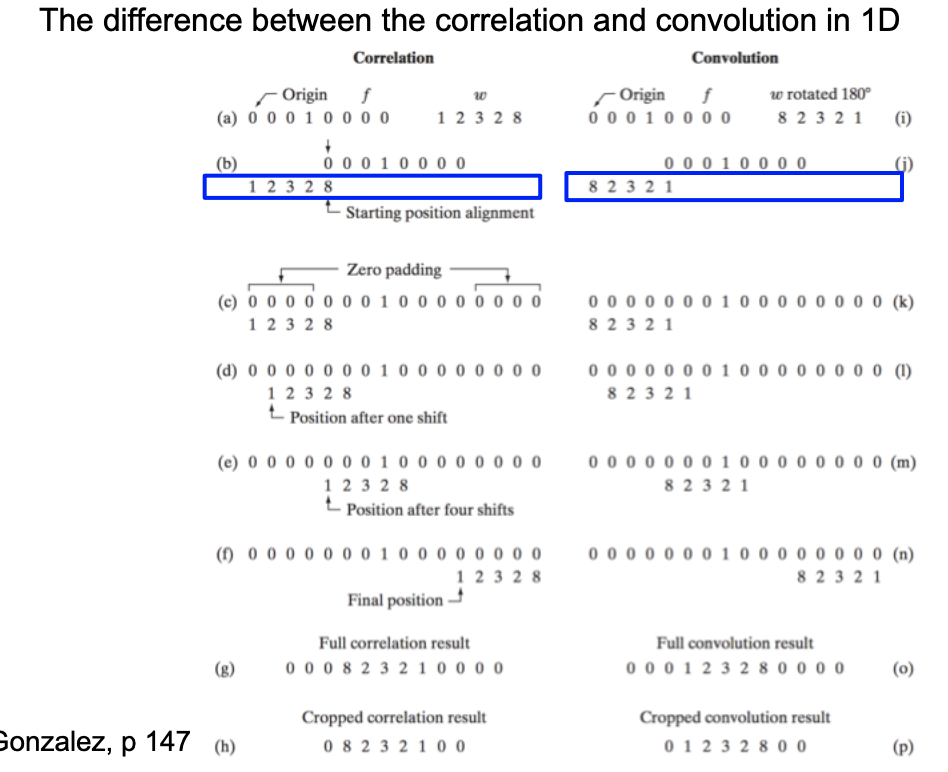 The difference between the correlation and convolution in 1D
Correlation Convolution
Origin f w Origin f w rotated 180°
(a) 0 0 0 1 0 0 0 0 1 2 3 2 8 0 0 0 1 0 0 0 0 8 2 3 2 1 (i)
(b) 0 0 0 1 0 0 0 0 0 0 0 1 0 0 0 0 (j)
1 2 3 2 8 8 2 3 2 1
Starting position alignment
Zero padding
(c) 0 0 0 0 0 0 0 1 0 0 0 0 0 0 0 0 0 0 0 0 0 0 0 1 0 0 0 0 0 0 0 0 (k)
1 2 3 2 8 8 2 3 2 1
(d) 0 0 0 0 0 0 0 1 0 0 0 0 0 0 0 0 0 0 0 0 0 0 0 1 0 0 0 0 0 0 0 0 (l)
1 2 3 2 8 8 2 3 2 1
Position after one shift
(e) 0 0 0 0 0 0 0 1 0 0 0 0 0 0 0 0 0 0 0 0 0 0 0 1 0 0 0 0 0 0 0 0 (m)
1 2 3 2 8 8 2 3 2 1
Position after four shifts
(f) 0 0 0 0 0 0 0 1 0 0 0 0 0 0 0 0 0 0 0 0 0 0 0 1 0 0 0 0 0 0 0 0 (n)
1 2 3 2 8 8 2 3 2 1
Final position
Full correlation result Full convolution result
(g) 0 0 0 8 2 3 2 1 0 0 0 0 0 0 0 1 2 3 2 8 0 0 0 0 (o)
Cropped correlation result Cropped convolution result
Gonzalez, p 147 (h) 0 8 2 3 2 1 0 0 0 1 2 3 2 8 0 0 (p)